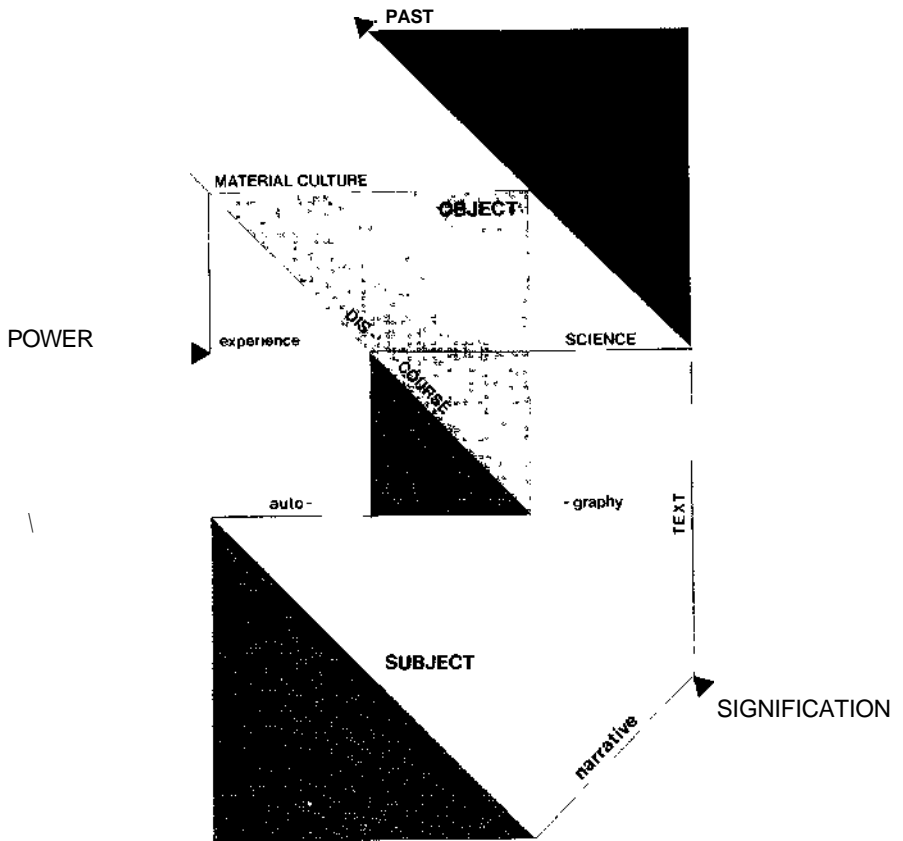 PAST
MATERIAL CULTURE
OBJECT
DIS-
POWER
experience
SCIENCE
COURSE
auto-
-graphy
TEXT
SUBJECT
SIGNIFICATION
narrative